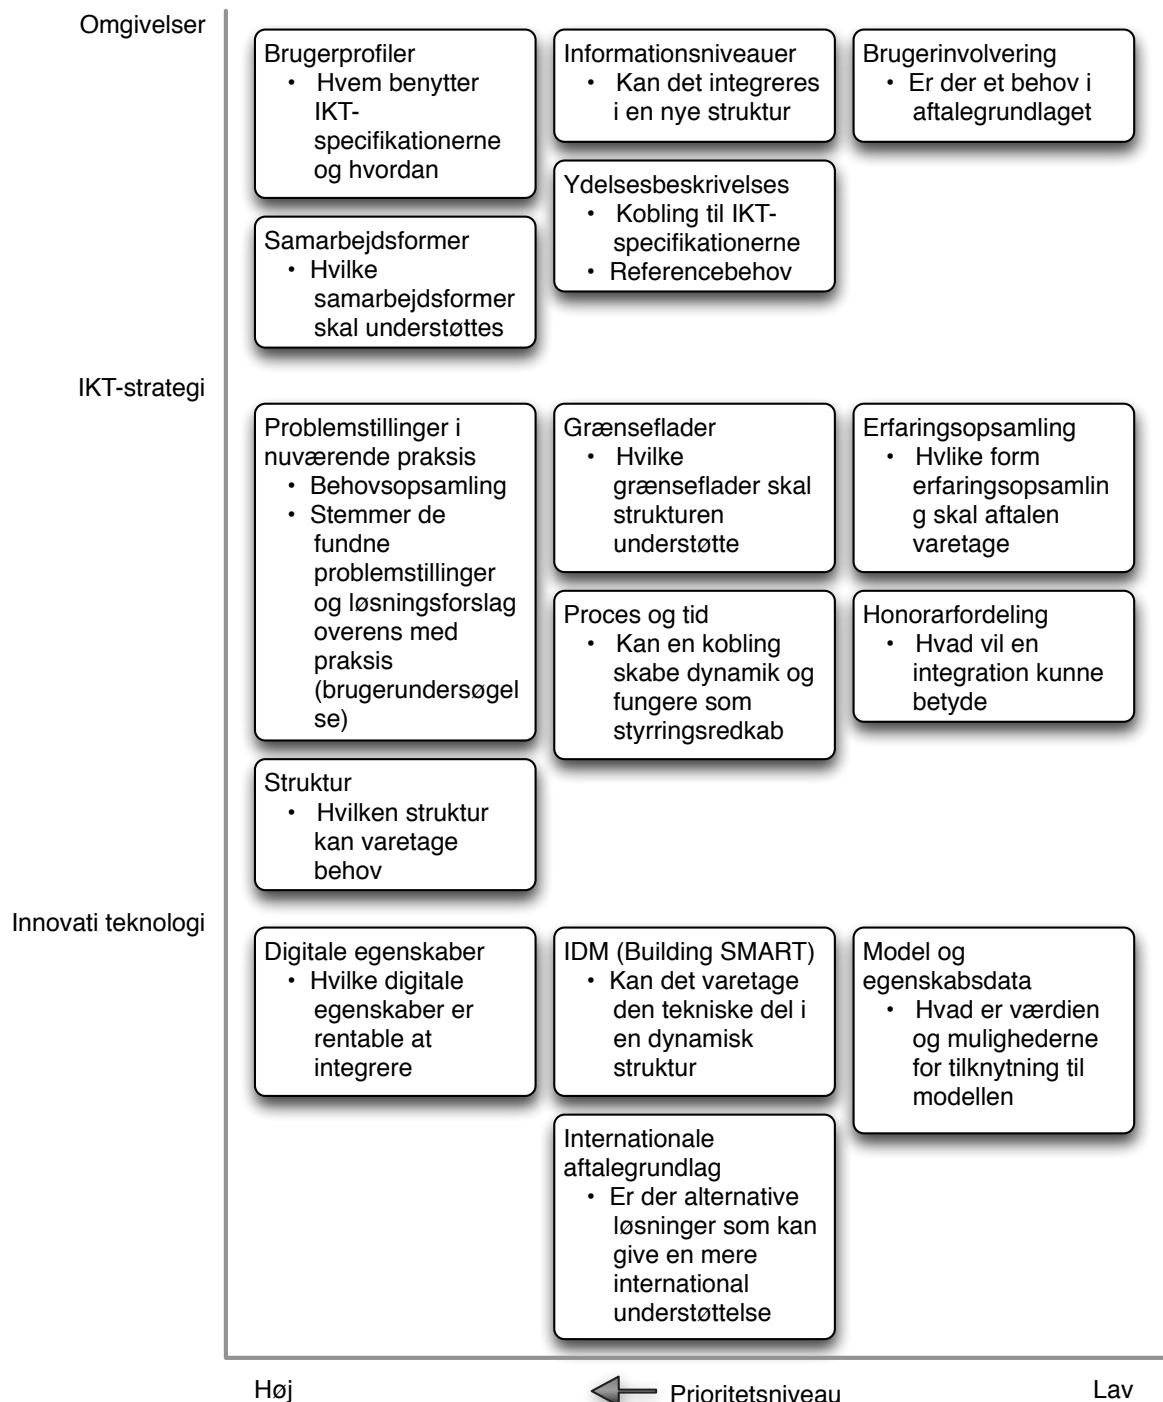 Omgivelser
Brugerprofiler
• Hvem benytter
IKT-
specifikationerne
og hvordan
Informationsniveauer
• Kan det integreres
i en nye struktur
Brugerinvolvering
• Er der et behov i
aftalegrundlaget
Samarbejdsformer
• Hvilke
samarbejdsformer
skal understøttes
Ydelsesbeskrivelses
• Kobling til IKT-
specifikationerne
• Referencebehov
IKT-strategi
Problemstillinger i
nuværende praksis
• Behovsopsamling
• Stemmer de
fundne
problemstillinger
og løsningsforslag
overens med
praksis
(brugerundersøgel
se)
Grænseflader
• Hvilke
grænseflader skal
strukturen
understøtte
Erfaringsopsamling
• Hvlike form
erfaringsopsamlin
g skal aftalen
varetage
Proces og tid
• Kan en kobling
skabe dynamik og
fungere som
styrringsredkab
Honorarfordeling
• Hvad vil en
integration kunne
betyde
Struktur
• Hvilken struktur
kan varetage
behov
Innovati teknologi
Digitale egenskaber
• Hvilke digitale
egenskaber er
rentable at
integrere
IDM (Building SMART)
• Kan det varetage
den tekniske del i
en dynamisk
struktur
Model og
egenskabsdata
• Hvad er værdien
og mulighederne
for tilknytning til
modellen
Internationale
aftalegrundlag
• Er der alternative
løsninger som kan
give en mere
international
understøttelse
Høj
Prioritetsniveau
Lav